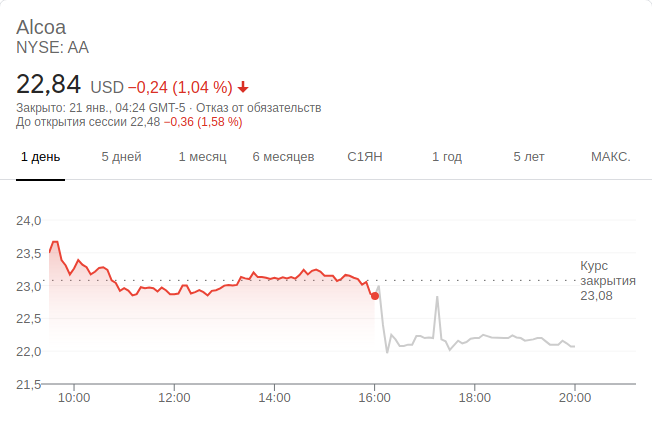 Alcoa
NYSE: AA
22,84 USD −0,24 (1,04 %)
Закрыто: 21 янв., 04:24 GMT-5 · Отказ от обязательств
До открытия сессии 22,48 −0,36 (1,58 %)
1 день 5 дней 1 месяц 6 месяцев С1ЯН 1 год 5 лет МАКС.
24,0
23,5
Курс
закрытия
23,08
23,0
22,5
22,0
21,5
10:00 12:00 14:00 16:00 18:00 20:00